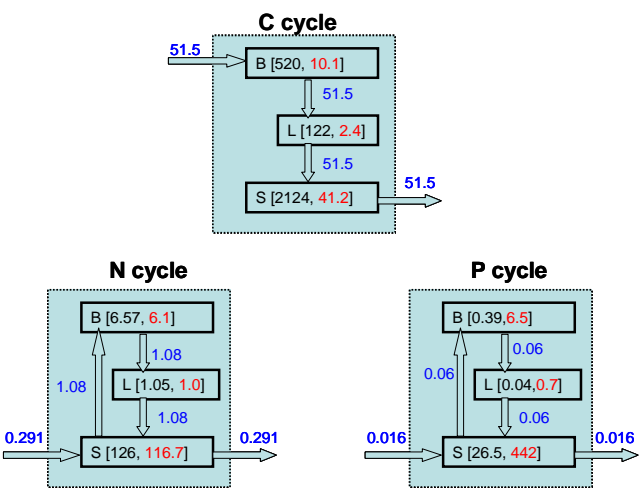 C cycle
51.5
B [520, 10.1]
51.5
L [122, 2.4]
51.5
51.5
S [2124, 41.2]
N cycle
B [6.57, 6.1]
1.08
1.08
L [1.05, 1.0]
1.08
0.291
0.291
S [126, 116.7]
P cycle
B [0.39,6.5]
0.06
0.06
L [0.04,0.7]
0.06
0.016
0.016
S [26.5, 442]